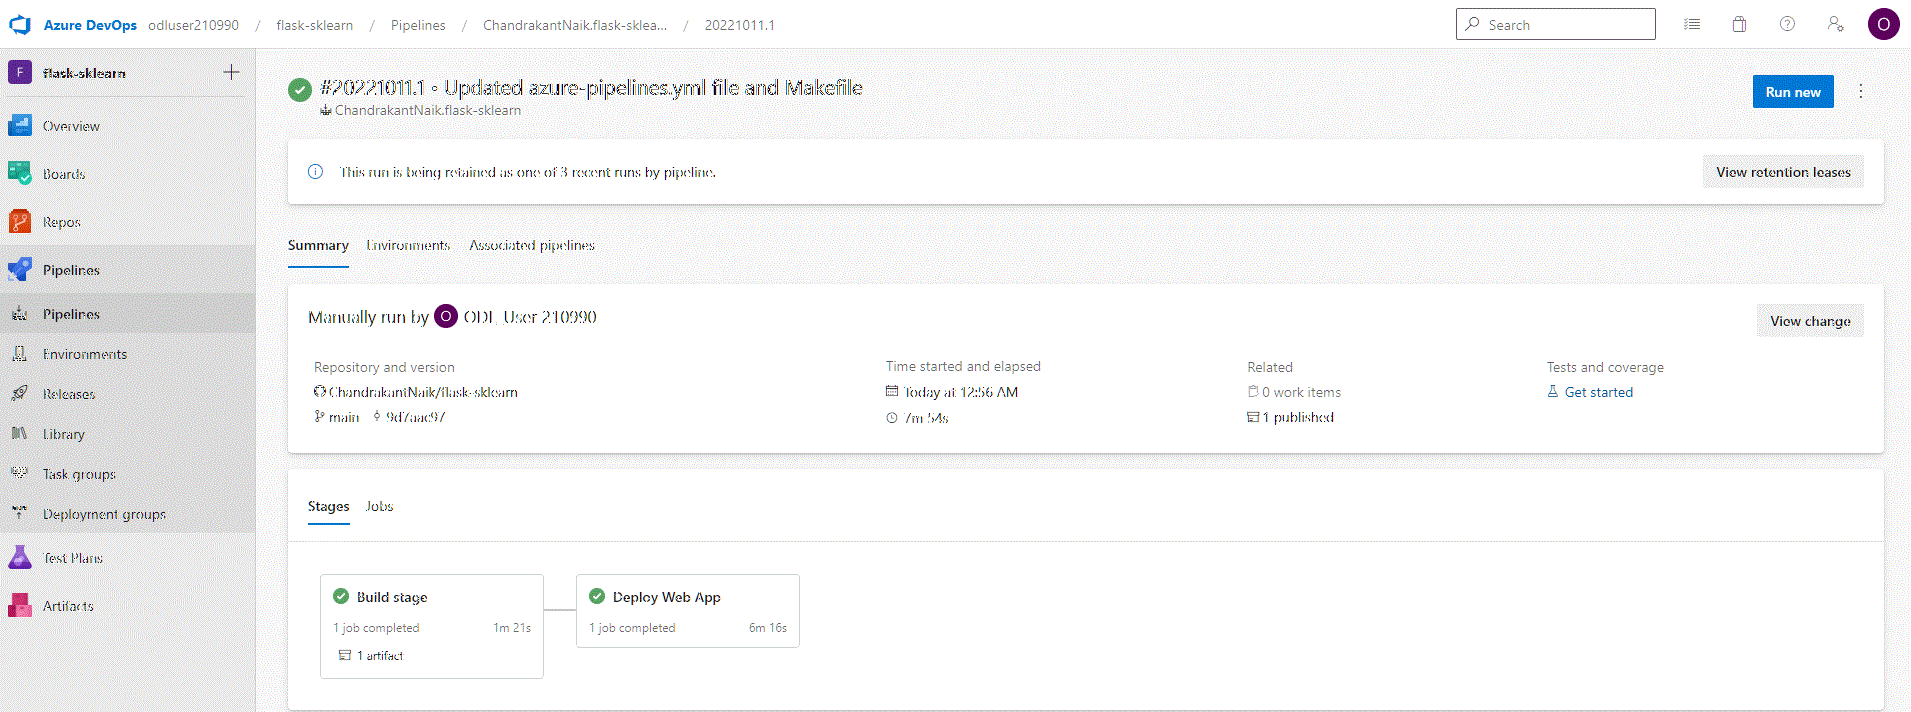 Azure DevOps odluser210990 / flask-sklearn / Pipelines / ChandrakantNaik.flask-sklea... / 20221011.1
Search
O
F flask-sklearn
Overview
Boards
Repos
Pipelines
Pipelines
Environments
Releases
Library
Task groups
Deployment groups
Test Plans
Artifacts
#20221011.1 • Updated azure-pipelines.yml file and Makefile
ChandrakantNaik.flask-sklearn
Run new
This run is being retained as one of 3 recent runs by pipeline.
View retention leases
Summary Environments Associated pipelines
Manually run by O ODL User 210990
View change
Repository and version
ChandrakantNaik/flask-sklearn
main 9d7aac97
Time started and elapsed
Today at 12:56 AM
7m 54s
Related
0 work items
1 published
Tests and coverage
Get started
Stages Jobs
Build stage
1 job completed 1m 21s
1 artifact
Deploy Web App
1 job completed 6m 16s